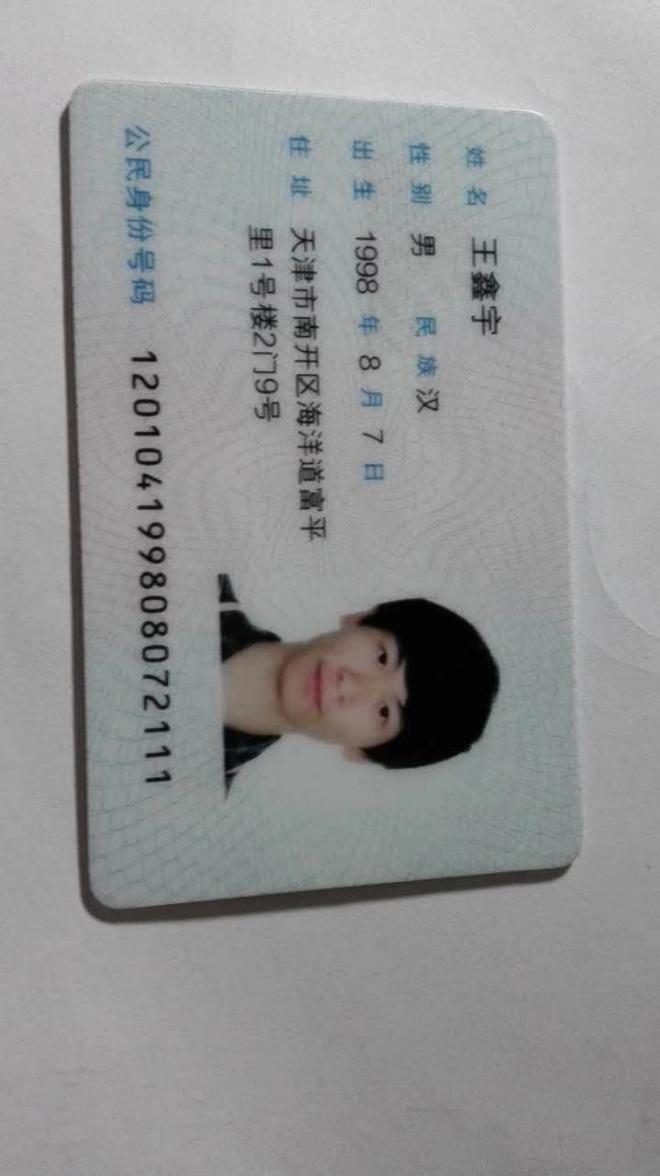 姓名 王鑫宇
性别 男 民族 汉
出生 1998 年 8 月 7 日
住址 天津市南开区海洋道富平
里1号楼2门9号
公民身份号码 120104199808072111